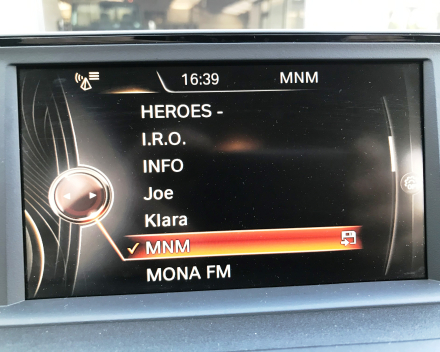 16:39 MNM
HEROES -
I.R.O.
INFO
Joe
Klara
MNM
MONA FM